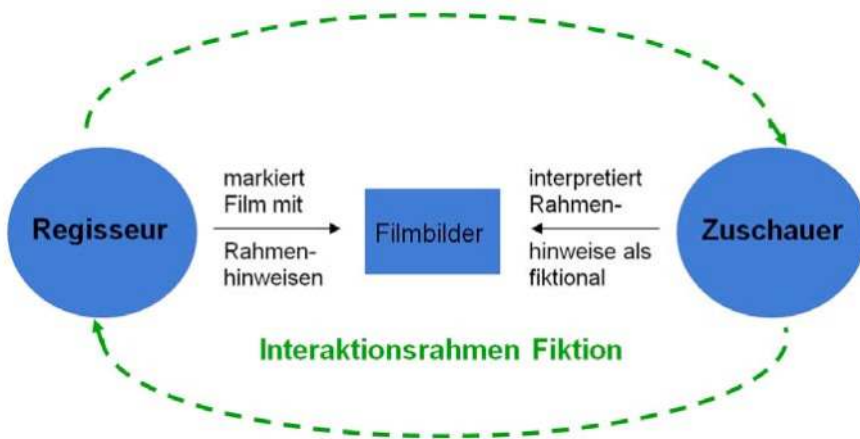 Regisseur
markiert
Film mit
Rahmen-
hinweisen
Filmbilder
interpretiert
Rahmen-
hinweise als
fiktional
Zuschauer
Interaktionsrahmen Fiktion